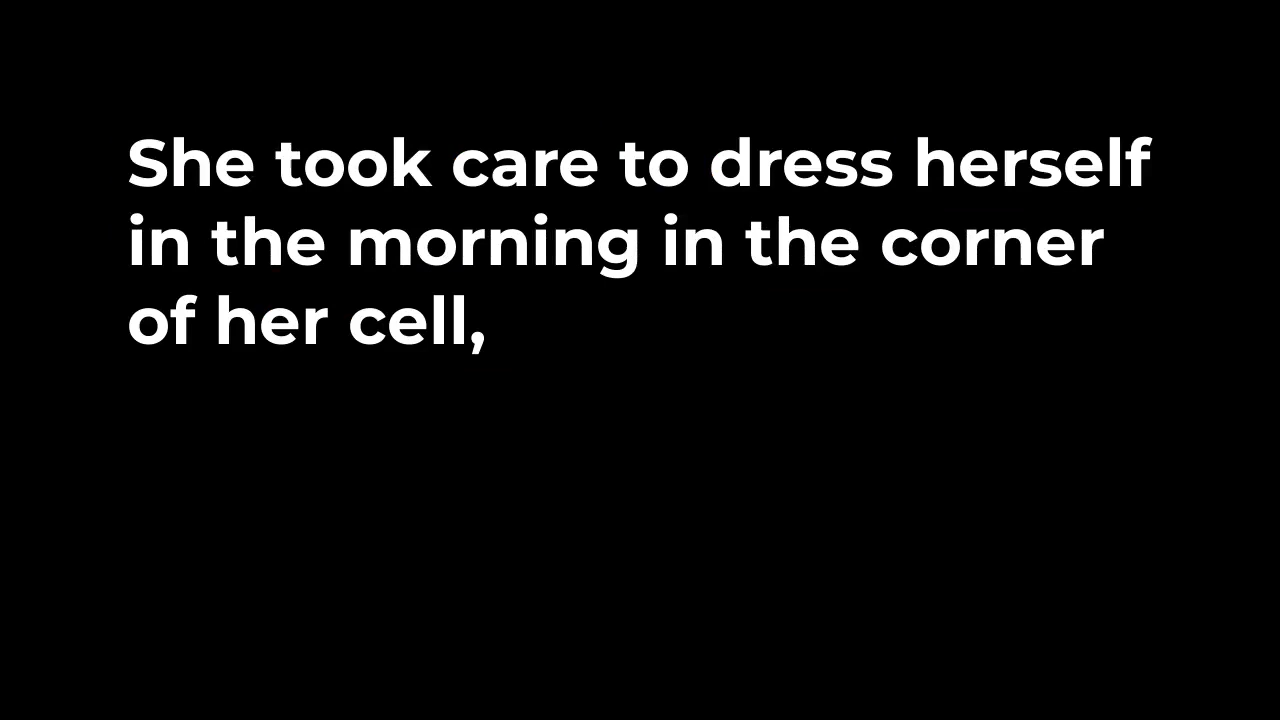 She took care to dress herself
in the morning in the corner
of her cell,